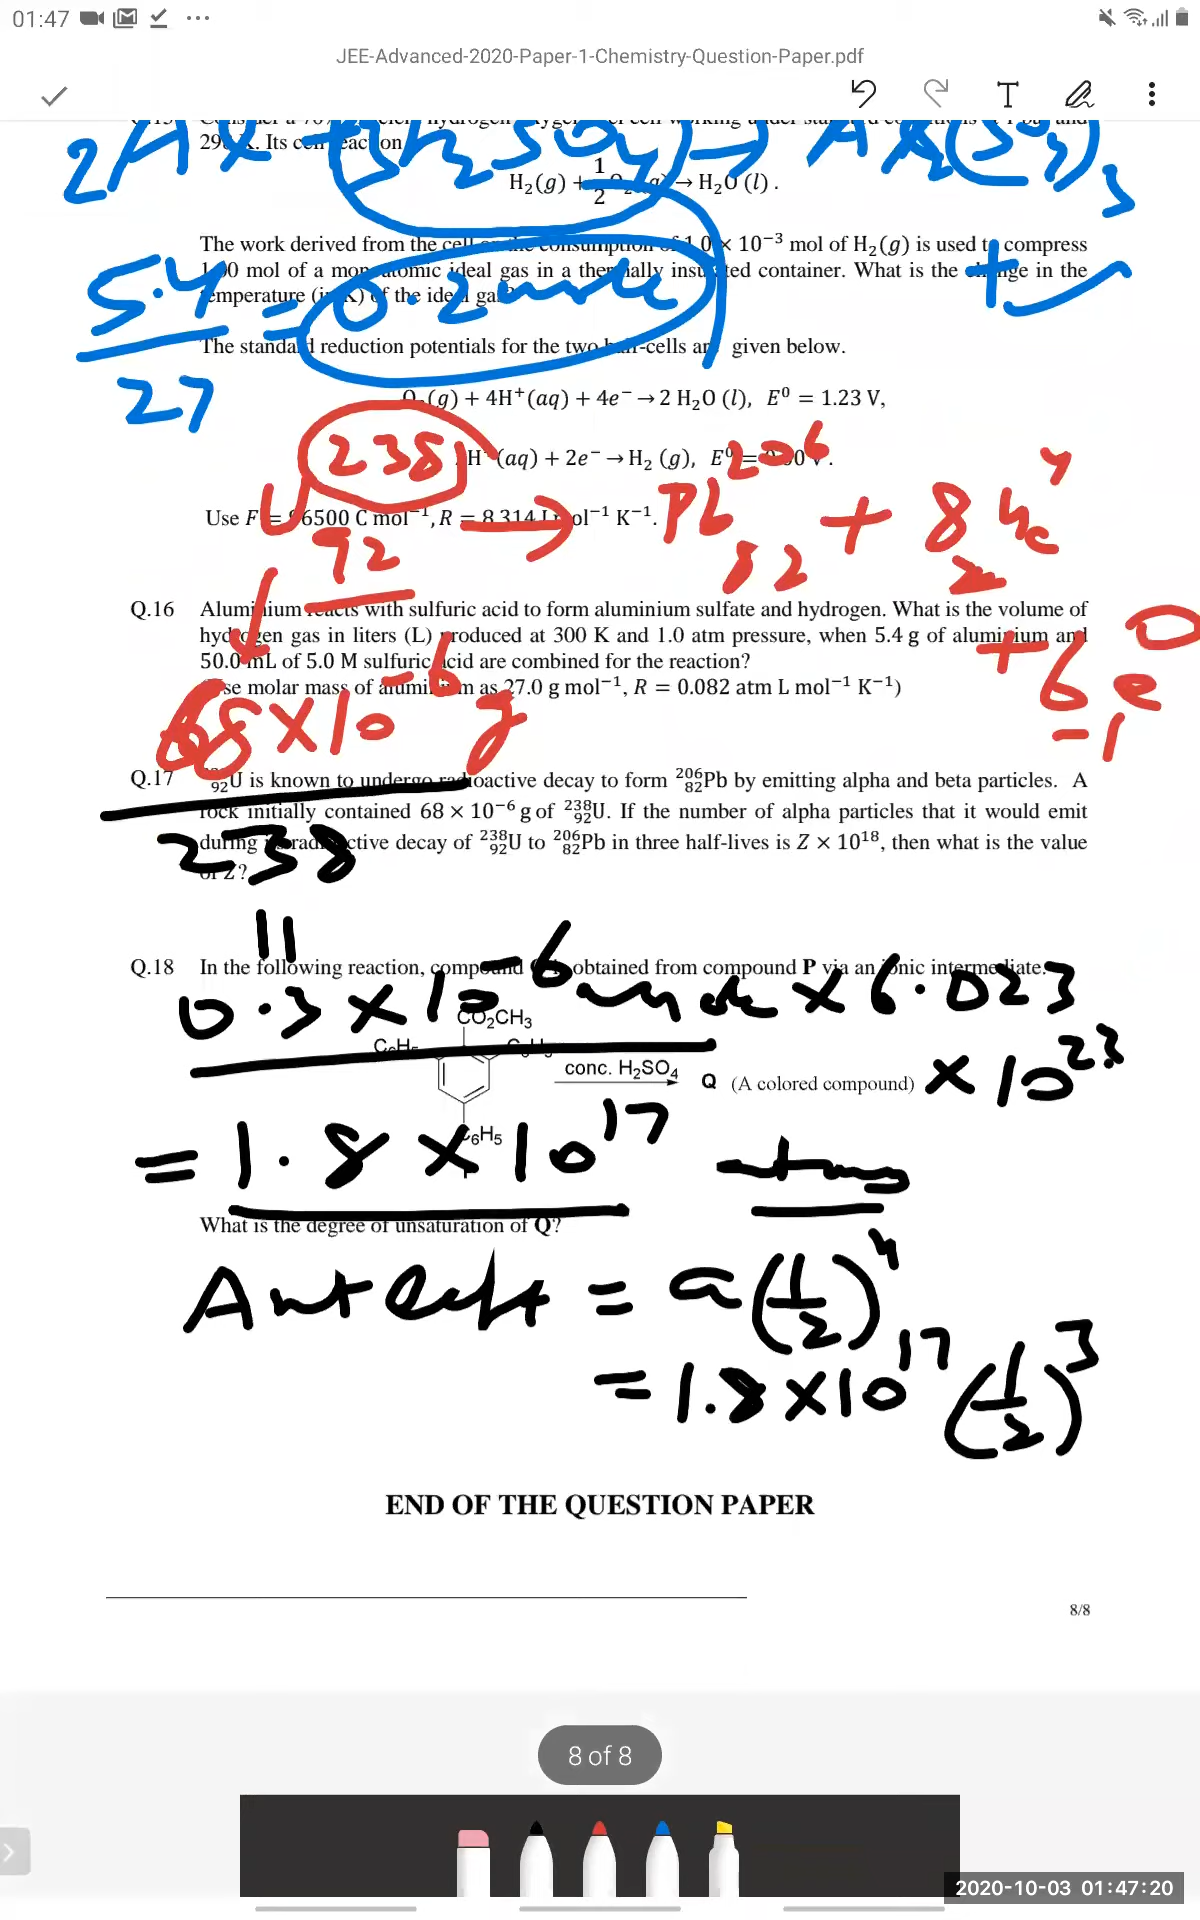 01:47
JEE-Advanced-2020-Paper-1-Chemistry-Question-Paper.pdf
H₂(g) + 1/2 O₂(g) → H₂O (l) .
The work derived from the cell on the consumption of 1.0 × 10⁻³ mol of H₂(g) is used to compress
1.00 mol of a monoatomic ideal gas in a thermally insulated container. What is the change in the
temperature (in K) of the ideal gas?
5.4/27 = 0.2 mole
The standard reduction potentials for the two half-cells are given below.
O₂(g) + 4H⁺(aq) + 4e⁻ → 2 H₂O (l), E⁰ = 1.23 V,
H⁺(aq) + 2e⁻ → H₂ (g), E⁰ = 0.00 V.
Use F = 96500 C mol⁻¹, R = 8.314 J mol⁻¹ K⁻¹.
U 238 92 → Pb 206 82 + 8 He 4 2
+ 6 e 0 -1
Q.16 Aluminium reacts with sulfuric acid to form aluminium sulfate and hydrogen. What is the volume of
hydrogen gas in liters (L) produced at 300 K and 1.0 atm pressure, when 5.4 g of aluminium and
50.0 mL of 5.0 M sulfuric acid are combined for the reaction?
molar mass of aluminium as 27.0 g mol⁻¹, R = 0.082 atm L mol⁻¹ K⁻¹)
68 × 10⁻⁶ g
238
Q.17 ₉₂U is known to undergo radioactive decay to form ²⁰⁶₈₂Pb by emitting alpha and beta particles. A
rock initially contained 68 × 10⁻⁶ g of ²³⁸₉₂U. If the number of alpha particles that it would emit
during radioactive decay of ²³⁸₉₂U to ²⁰⁶₈₂Pb in three half-lives is Z × 10¹⁸, then what is the value
of Z?
Q.18 In the following reaction, compound Q is obtained from compound P via an ionic intermediate.
0.3 × 10⁻⁶ mole × 6.023
× 10²³
CO₂CH₃
C₆H₅ C₆H₅
conc. H₂SO₄
Q (A colored compound)
C₆H₅
P
= 1.8 × 10¹⁷ atoms
What is the degree of unsaturation of Q?
Amt left = a(1/2)ⁿ
= 1.8 × 10¹⁷ (1/2)³
END OF THE QUESTION PAPER
8/8
8 of 8
2020-10-03 01:47:20